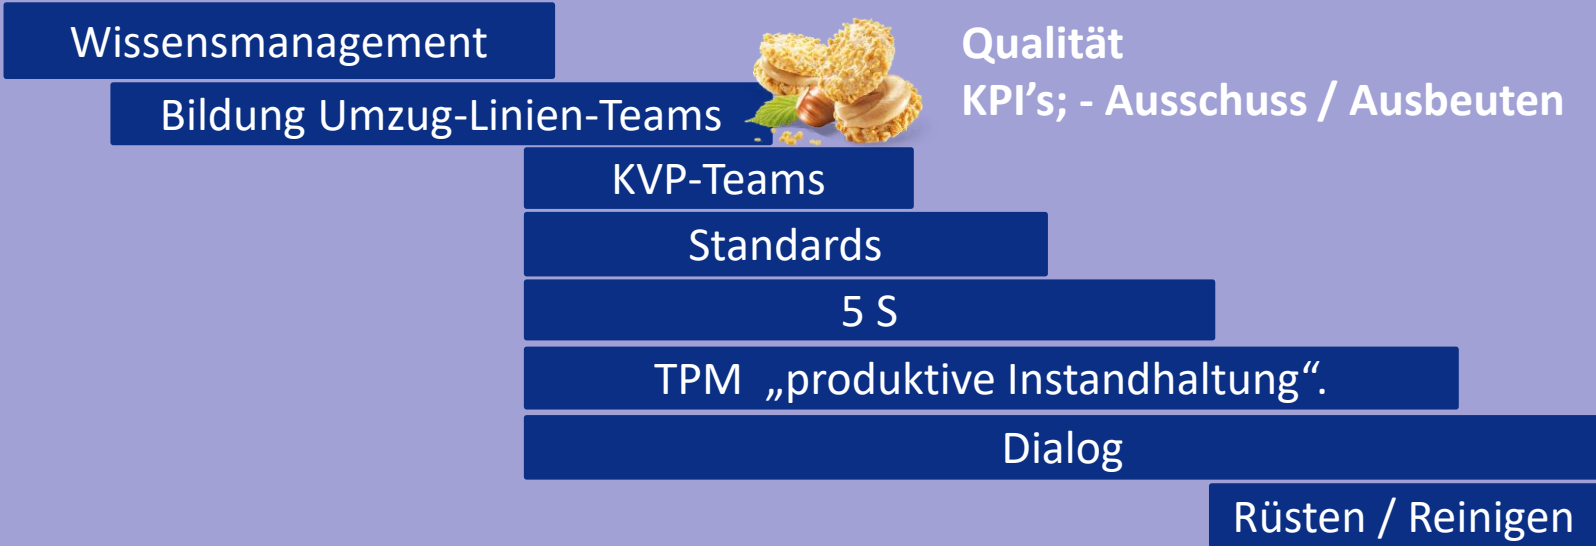 Wissensmanagement
Qualität
Bildung Umzug-Linien-Teams
KPI's; - Ausschuss / Ausbeuten
KVP-Teams
Standards
5 S
TPM „produktive Instandhaltung“.
Dialog
Rüsten / Reinigen